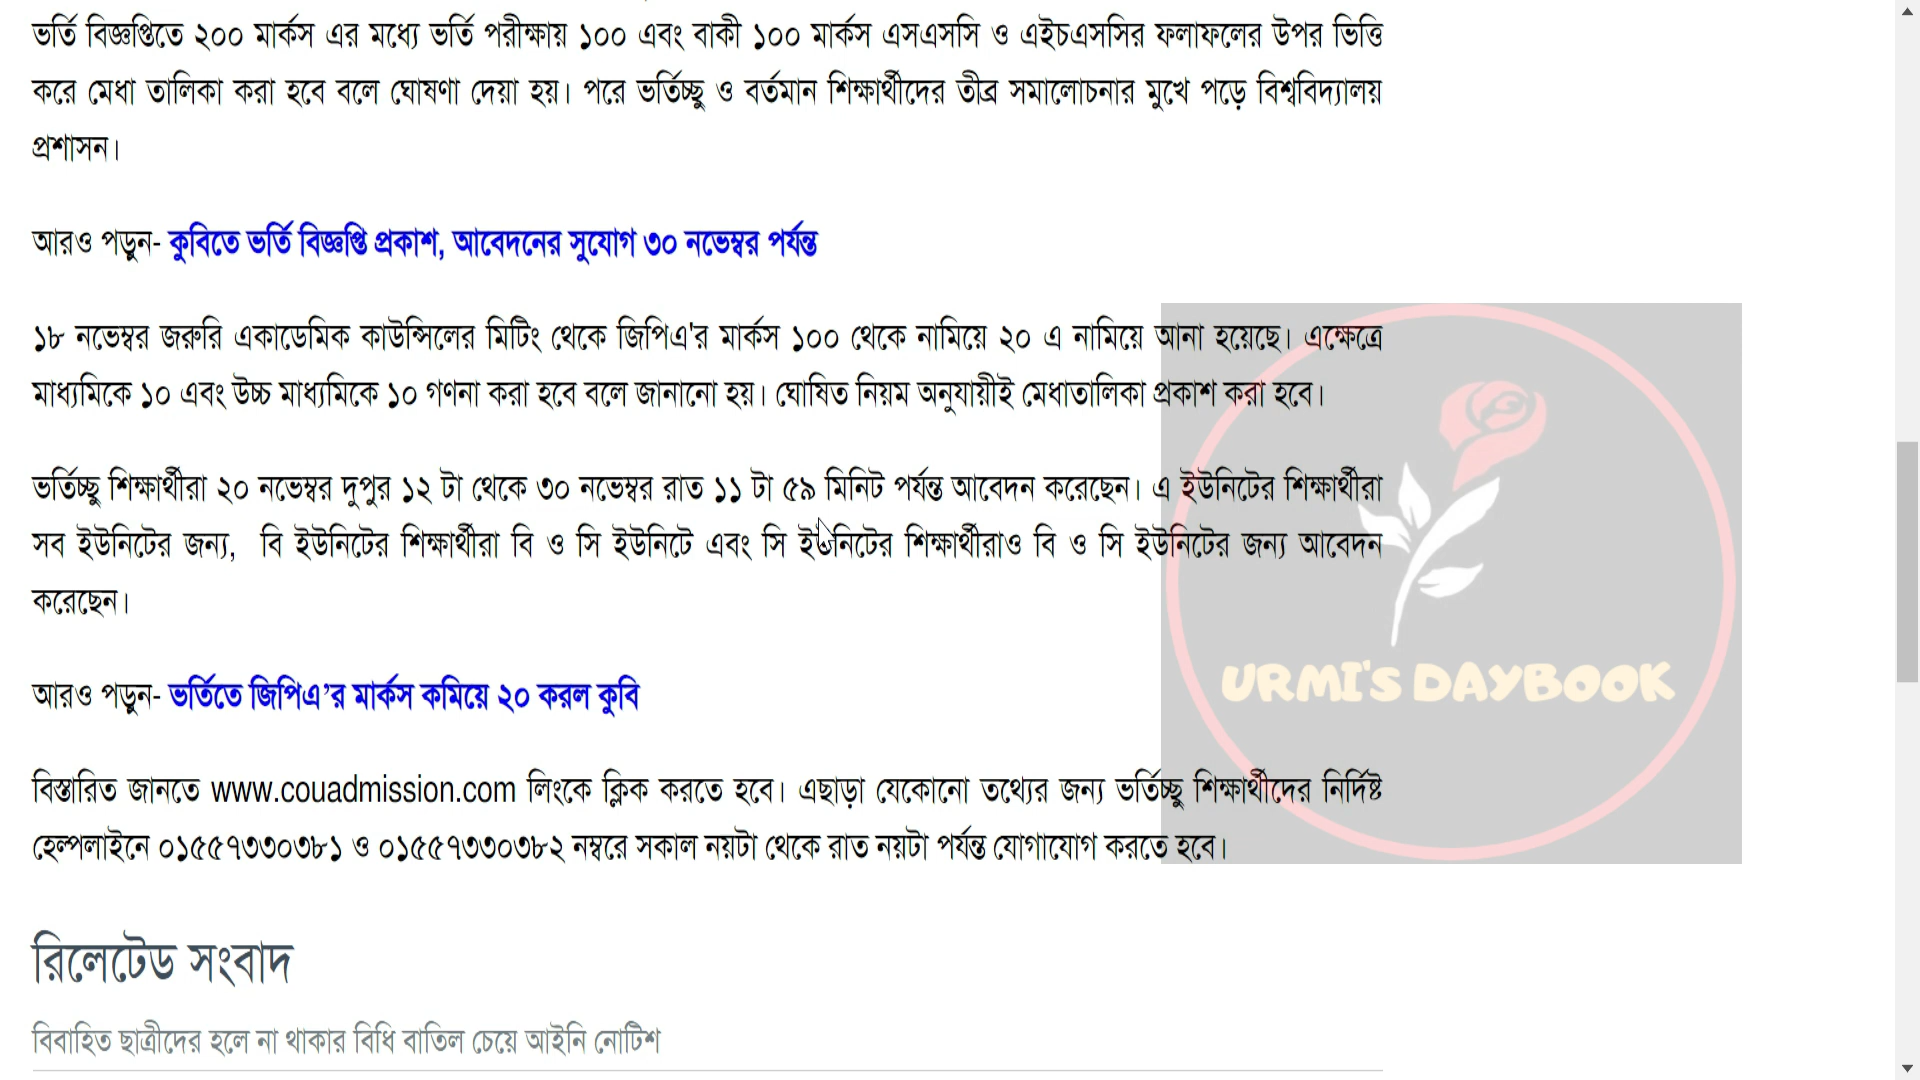 ভর্তি বিজ্ঞপ্তিতে ২০০ মার্কস এর মধ্যে ভর্তি পরীক্ষায় ১০০ এবং বাকী ১০০ মার্কস এসএসসি ও এইচএসসির ফলাফলের উপর ভিত্তি
করে মেধা তালিকা করা হবে বলে ঘোষণা দেয়া হয়। পরে ভর্তিচ্ছু ও বর্তমান শিক্ষার্থীদের তীব্র সমালোচনার মুখে পড়ে বিশ্ববিদ্যালয়
প্রশাসন।
আরও পড়ুন- কুবিতে ভর্তি বিজ্ঞপ্তি প্রকাশ, আবেদনের সুযোগ ৩০ নভেম্বর পর্যন্ত
১৮ নভেম্বর জরুরি একাডেমিক কাউন্সিলের মিটিং থেকে জিপিএ'র মার্কস ১০০ থেকে নামিয়ে ২০ এ নামিয়ে আনা হয়েছে। এক্ষেত্রে
মাধ্যমিকে ১০ এবং উচ্চ মাধ্যমিকে ১০ গণনা করা হবে বলে জানানো হয়। ঘোষিত নিয়ম অনুযায়ীই মেধাতালিকা প্রকাশ করা হবে।
ভর্তিচ্ছু শিক্ষার্থীরা ২০ নভেম্বর দুপুর ১২ টা থেকে ৩০ নভেম্বর রাত ১১ টা ৫৯ মিনিট পর্যন্ত আবেদন করেছেন। এ ইউনিটের শিক্ষার্থীরা
সব ইউনিটের জন্য, বি ইউনিটের শিক্ষার্থীরা বি ও সি ইউনিটে এবং সি ইউনিটের শিক্ষার্থীরাও বি ও সি ইউনিটের জন্য আবেদন
করেছেন।
আরও পড়ুন- ভর্তিতে জিপিএ’র মার্কস কমিয়ে ২০ করল কুবি
বিস্তারিত জানতে www.couadmission.com লিংকে ক্লিক করতে হবে। এছাড়া যেকোনো তথ্যের জন্য ভর্তিচ্ছু শিক্ষার্থীদের নির্দিষ্ট
হেল্পলাইনে ০১৫৫৭৩৩০৩৮১ ও ০১৫৫৭৩৩০৩৮২ নম্বরে সকাল নয়টা থেকে রাত নয়টা পর্যন্ত যোগাযোগ করতে হবে।
রিলেটেড সংবাদ
বিবাহিত ছাত্রীদের হলে না থাকার বিধি বাতিল চেয়ে আইনি নোটিশ
URMI's DAYBOOK